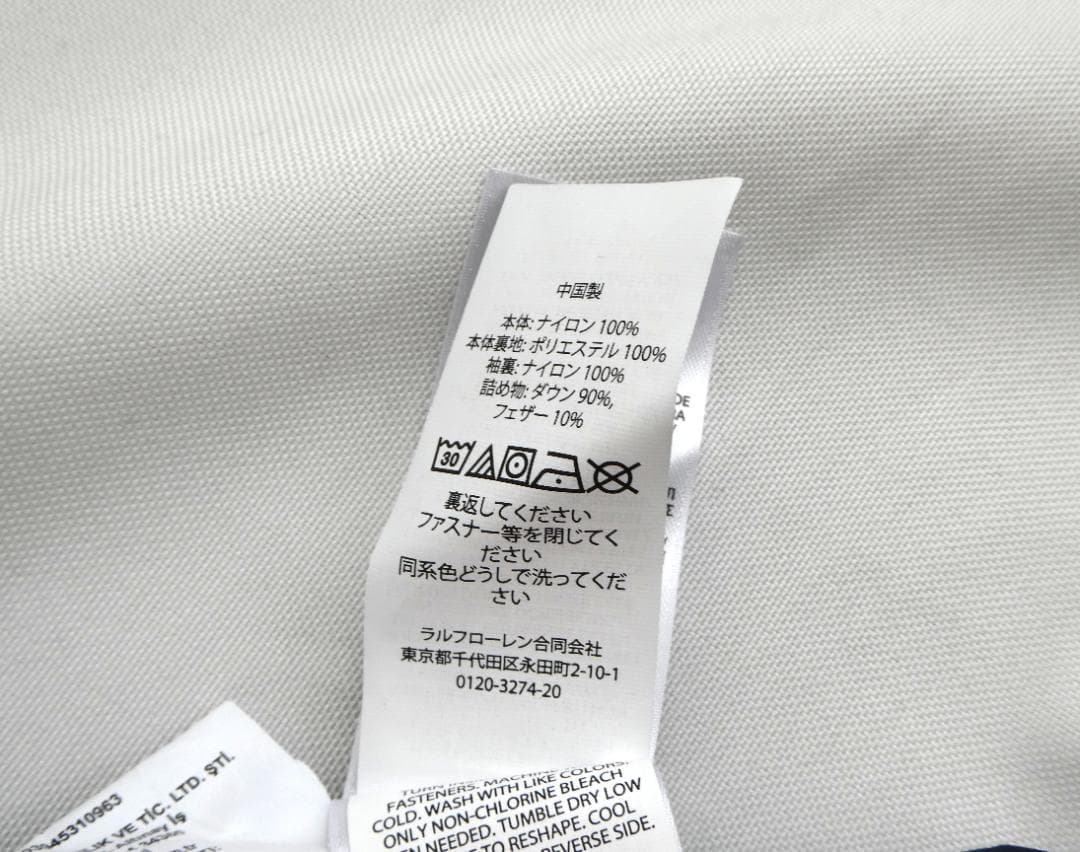 中国製
本体: ナイロン 100%
本体裏地: ポリエステル 100%
袖裏: ナイロン 100%
詰め物: ダウン 90%,
フェザー 10%
30
裏返してください
ファスナー等を閉じてく
ださい
同系色どうしで洗ってくだ
さい
ラルフローレン合同会社
東京都千代田区永田町2-10-1
0120-3274-20
DE
FASTENERS. MACHINE
COLD. WASH WITH LIKE COLORS.
ONLY NON-CHLORINE BLEACH
NEEDED. TUMBLE DRY LOW
TO RESHAPE. COOL
REVERSE SIDE.
45310963
VE TİC. LTD. ŞTİ.